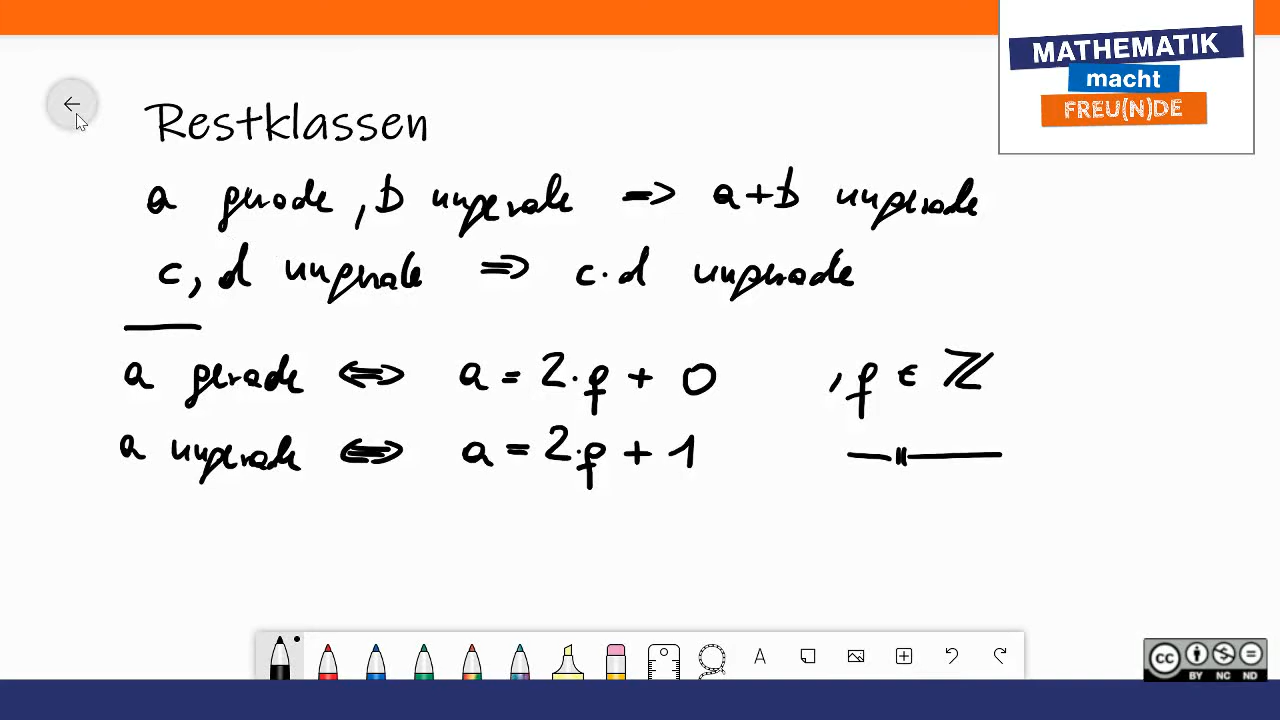 MATHEMATIK
macht
FREU(N)DE
Restklassen
a gerade, b ungerade ⇒ a+b ungerade
c, d ungerade ⇒ c·d ungerade
a gerade ⇔ a = 2·q + 0 , q ∈ ℤ
a ungerade ⇔ a = 2·q + 1 —"—
A
cc
BY NC ND